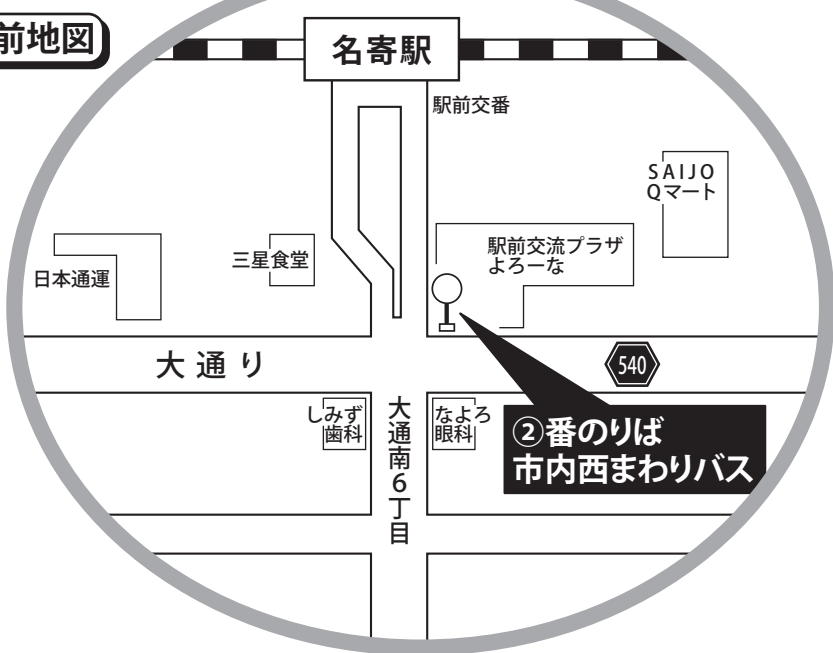 前地図
名寄駅
駅前交番
SAIJO
Qマート
駅前交流プラザ
よろーな
三星食堂
日本通運
大通り
540
しみず
歯科
大通南6丁目
なよろ
眼科
②番のりば
市内西まわりバス